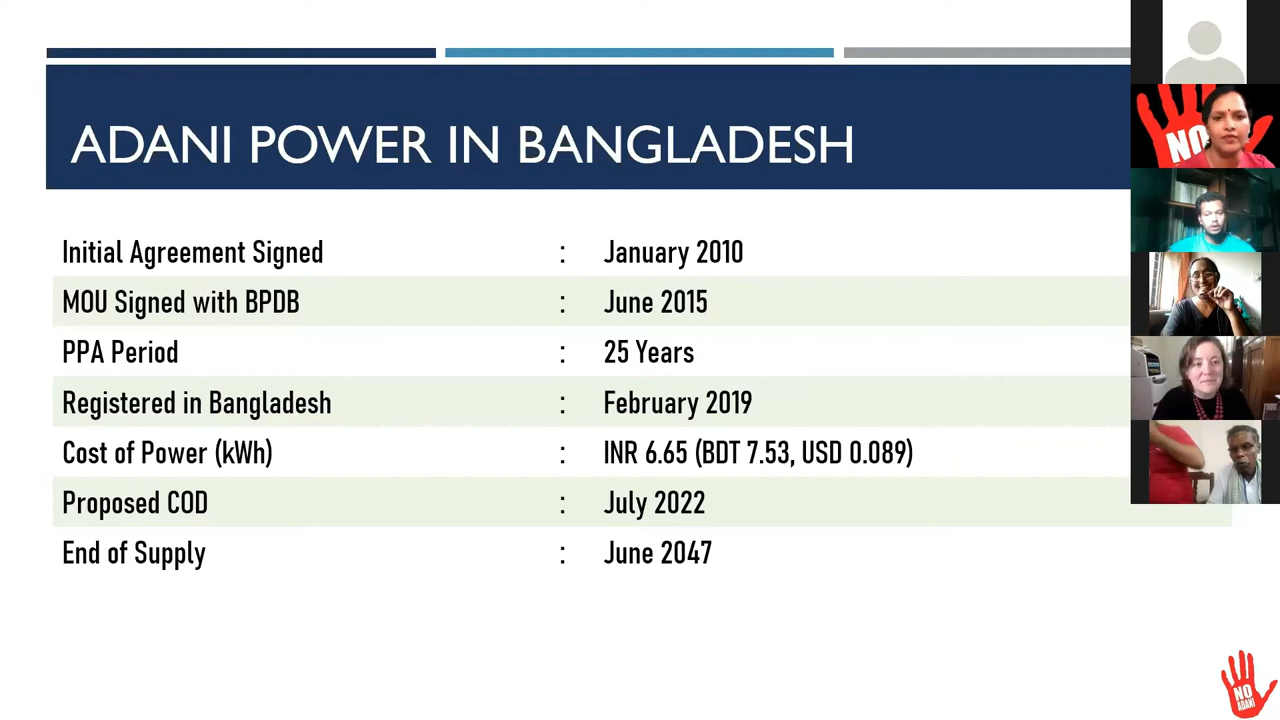 ADANI POWER IN BANGLADESH
Initial Agreement Signed : January 2010
MOU Signed with BPDB : June 2015
PPA Period : 25 Years
Registered in Bangladesh : February 2019
Cost of Power (kWh) : INR 6.65 (BDT 7.53, USD 0.089)
Proposed COD : July 2022
End of Supply : June 2047
NO
NO
ADANI